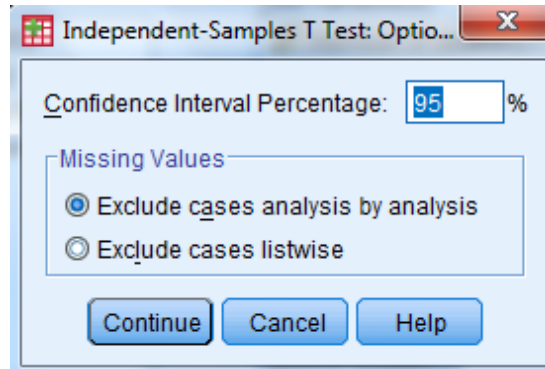 Independent-Samples T Test: Optio...
Confidence Interval Percentage: 95 %
Missing Values
Exclude cases analysis by analysis
Exclude cases listwise
Continue Cancel Help